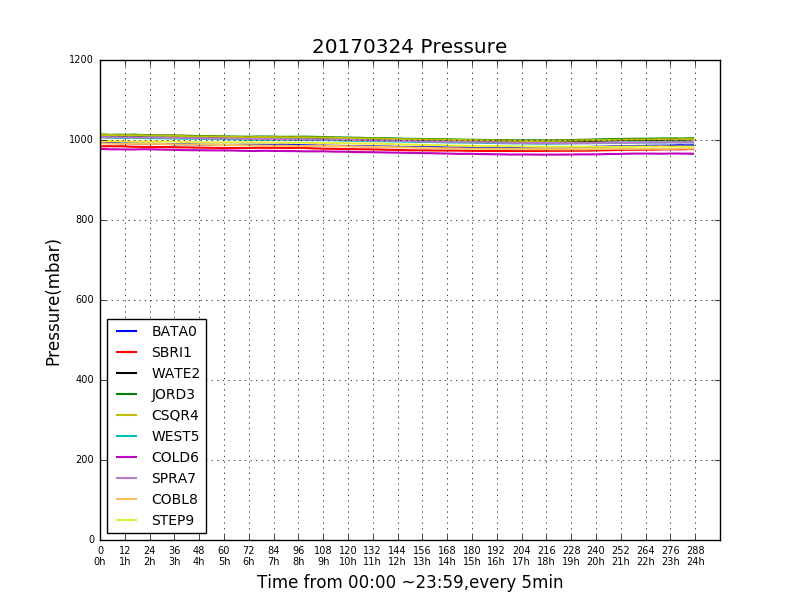 20170324 Pressure
1200
1000
800
600
400
200
0
Pressure(mbar)
BATA0
SBRI1
WATE2
JORD3
CSQR4
WEST5
COLD6
SPRA7
COBL8
STEP9
0 12 24 36 48 60 72 84 96 108 120 132 144 156 168 180 192 204 216 228 240 252 264 276 288
0h 1h 2h 3h 4h 5h 6h 7h 8h 9h 10h 11h 12h 13h 14h 15h 16h 17h 18h 19h 20h 21h 22h 23h 24h
Time from 00:00 ~23:59,every 5min